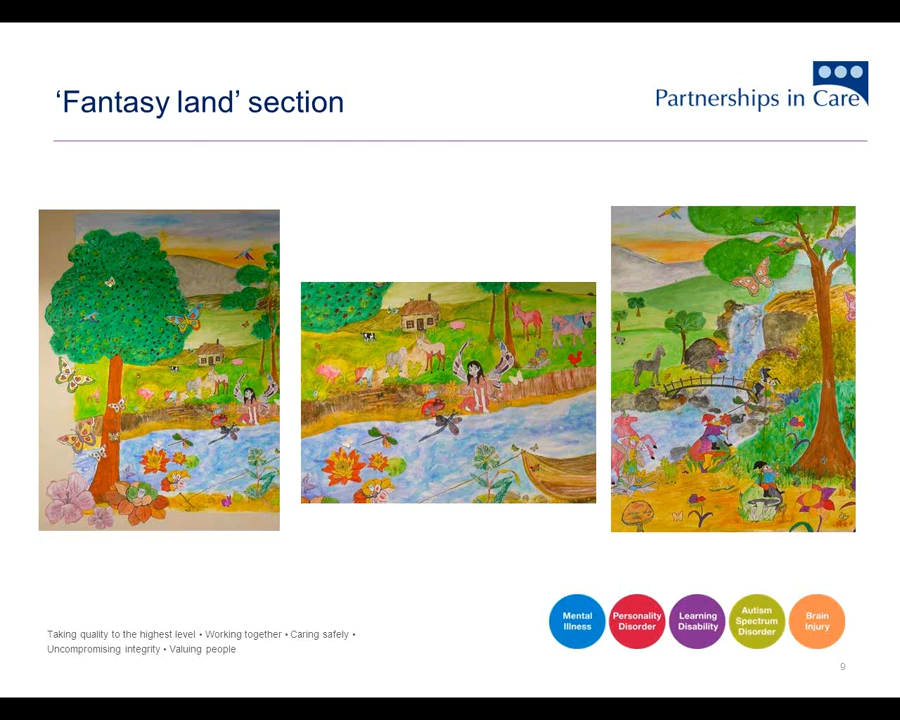 ‘Fantasy land’ section
Partnerships in Care
Mental
Illness
Personality
Disorder
Learning
Disability
Autism
Spectrum
Disorder
Brain
Injury
Taking quality to the highest level • Working together • Caring safely •
Uncompromising integrity • Valuing people
9